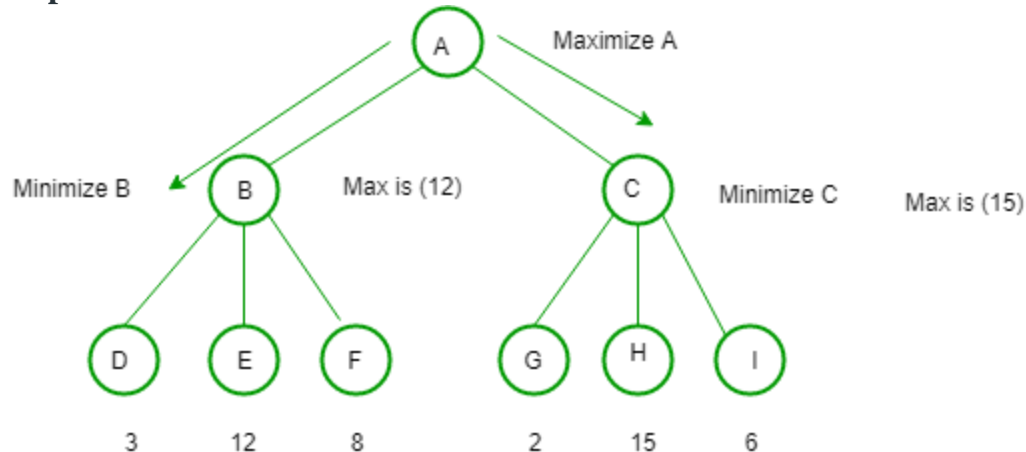 A
Maximize A
Minimize B
B
Max is (12)
C
Minimize C
Max is (15)
D
E
F
G
H
I
3
12
8
2
15
6